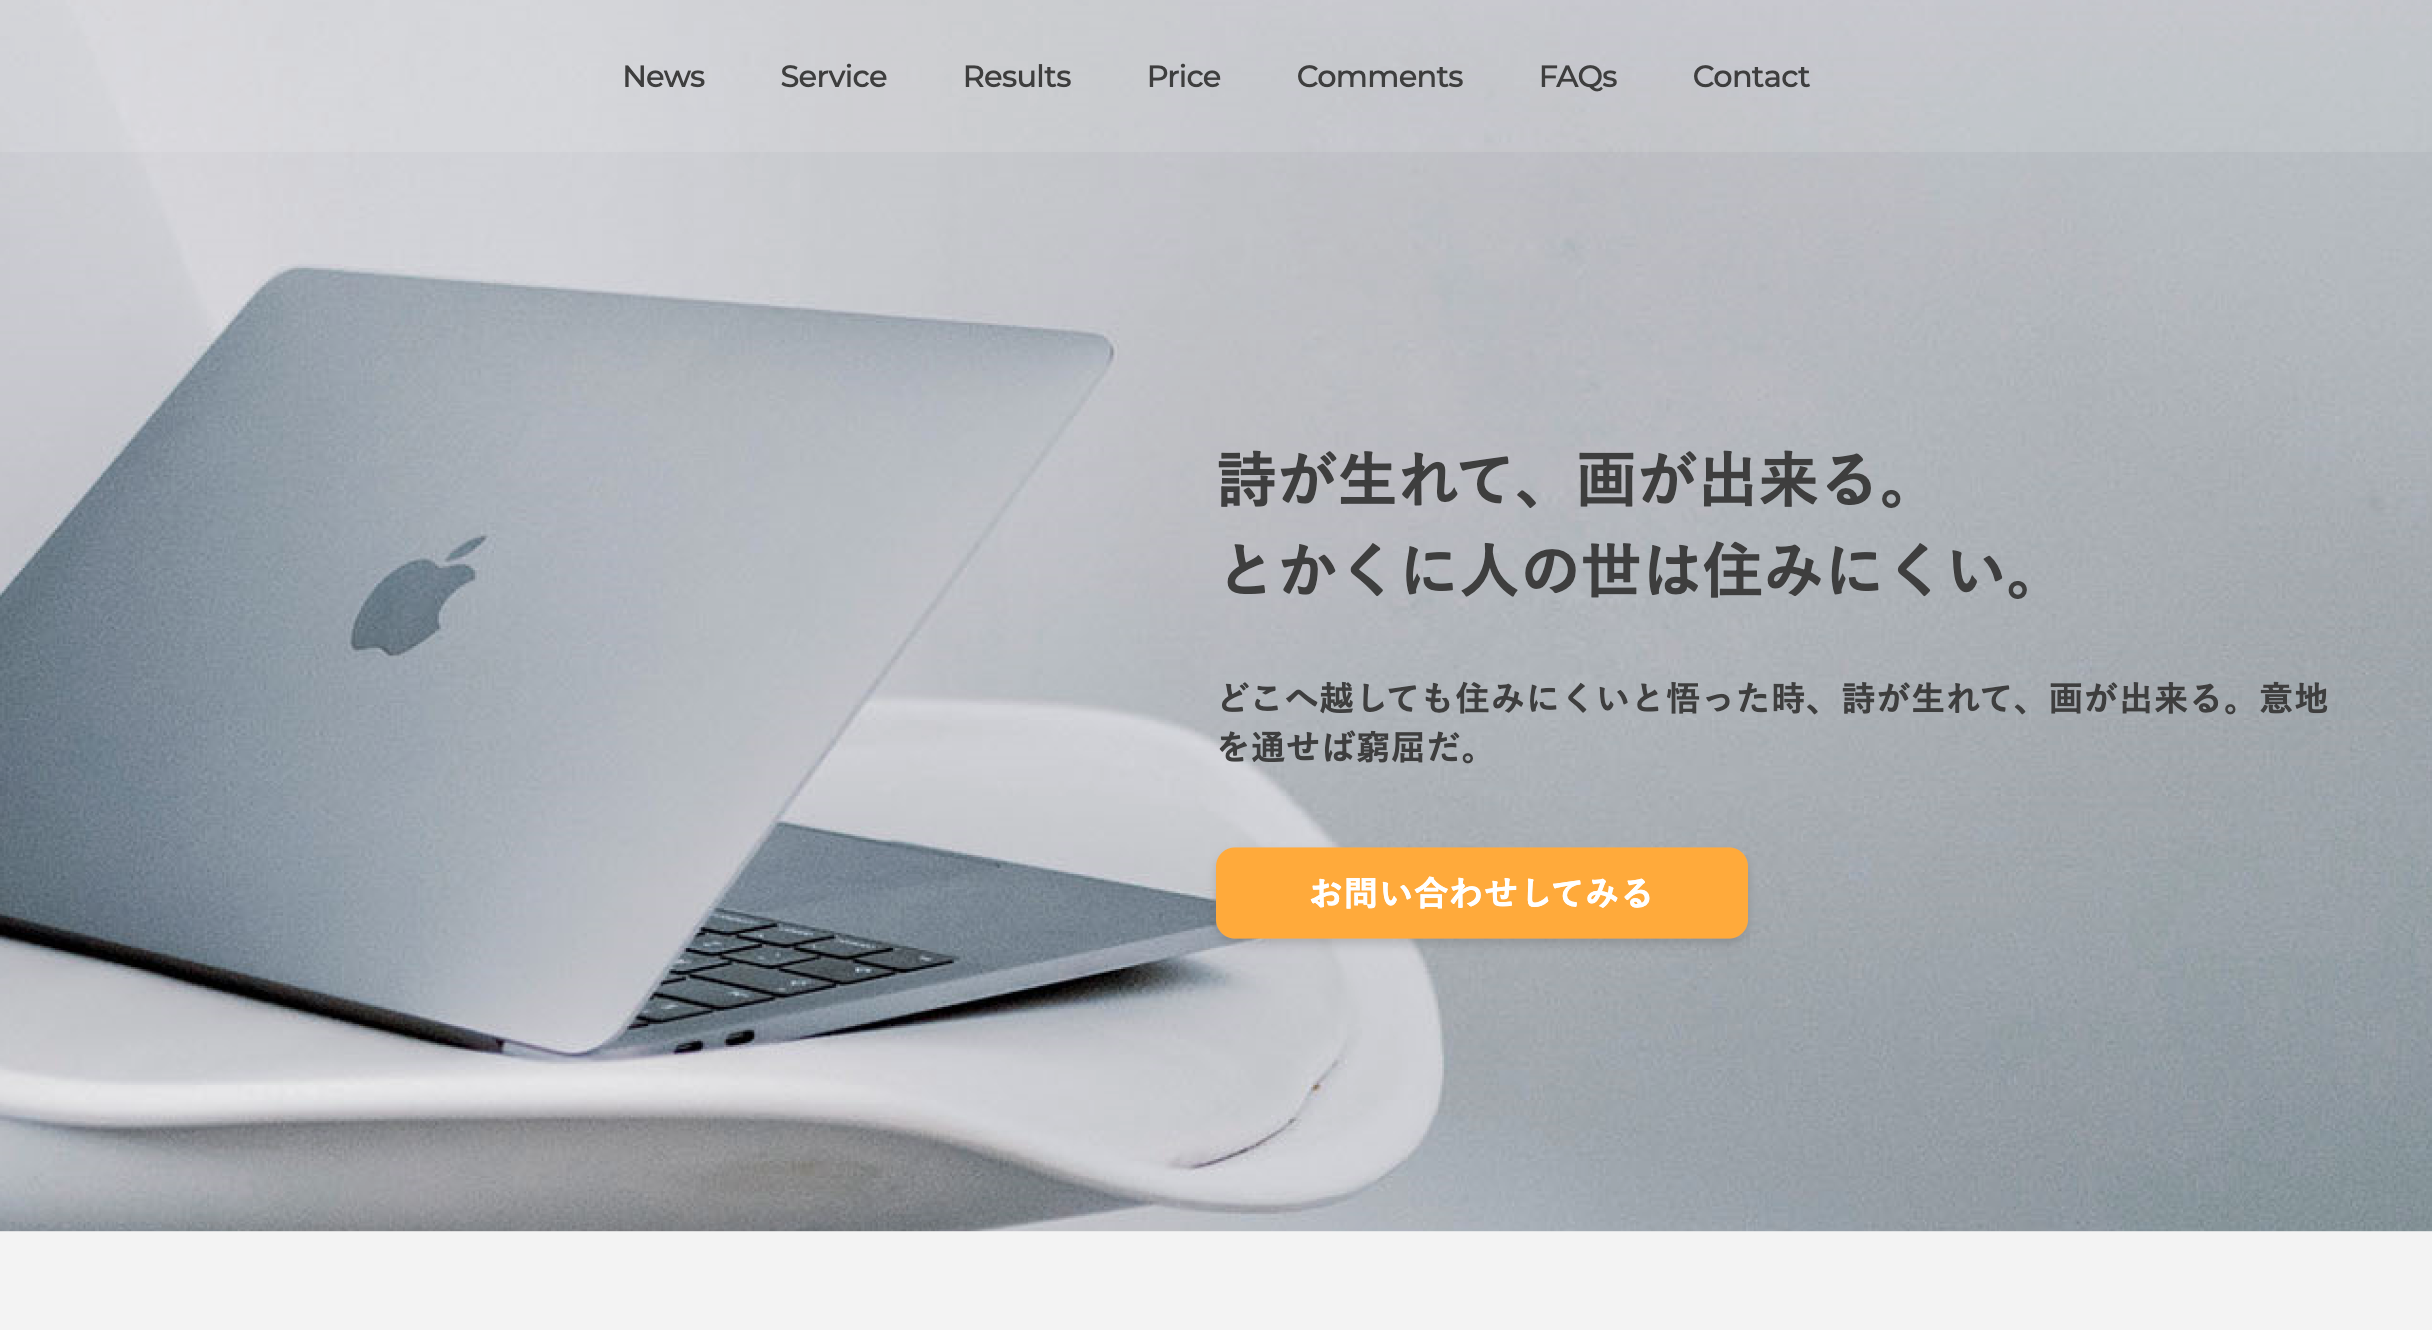 News
Service
Results
Price
Comments
FAQs
Contact
詩が生れて、画が出来る。
とかくに人の世は住みにくい。
どこへ越しても住みにくいと悟った時、詩が生れて、画が出来る。意地
を通せば窮屈だ。
お問い合わせしてみる